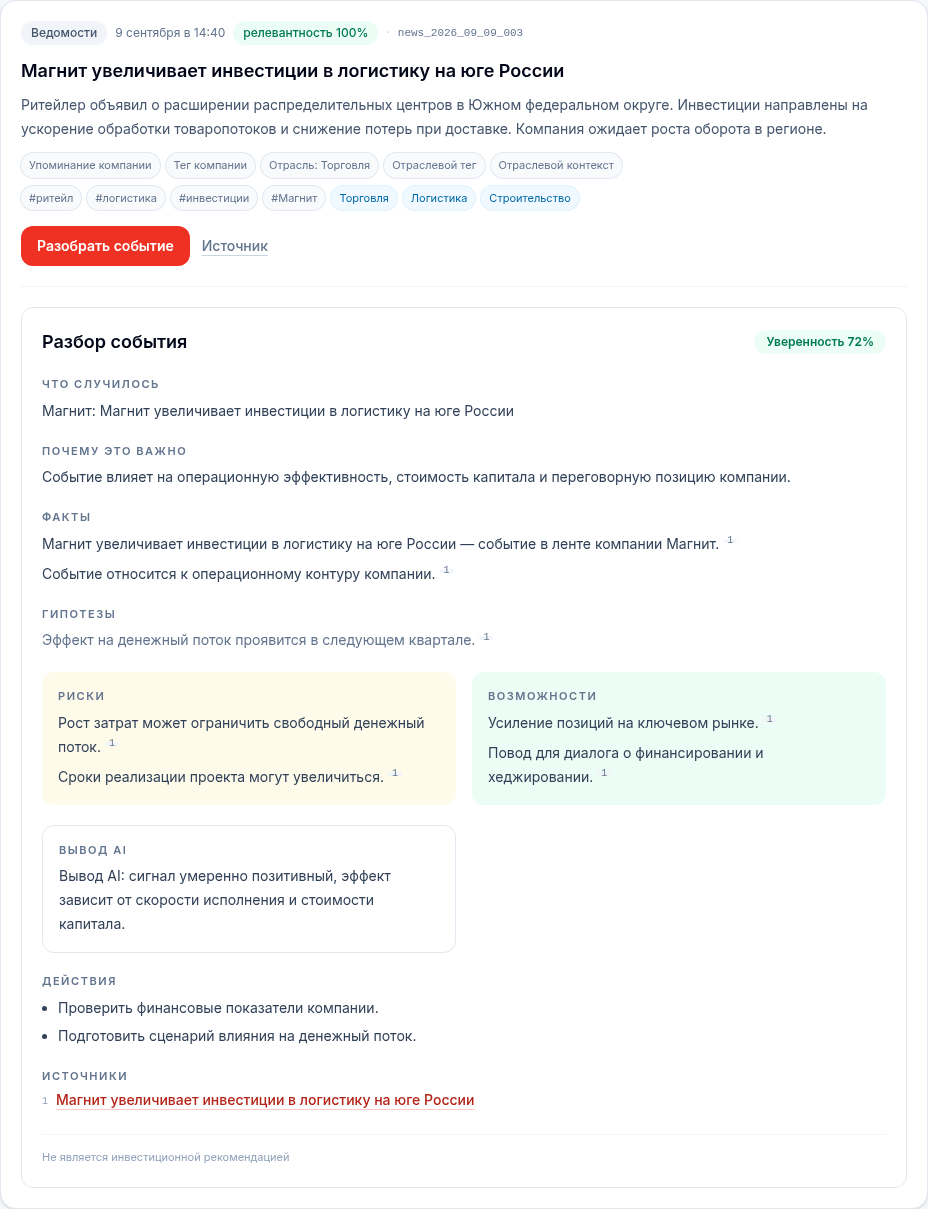 Ведомости 9 сентября в 14:40 релевантность 100% · news_2026_09_09_003
Магнит увеличивает инвестиции в логистику на юге России
Ритейлер объявил о расширении распределительных центров в Южном федеральном округе. Инвестиции направлены на
ускорение обработки товаропотоков и снижение потерь при доставке. Компания ожидает роста оборота в регионе.
Упоминание компании Тег компании Отрасль: Торговля Отраслевой тег Отраслевой контекст
#ритейл #логистика #инвестиции #Магнит Торговля Логистика Строительство
Разобрать событие Источник
Разбор события Уверенность 72%
ЧТО СЛУЧИЛОСЬ
Магнит: Магнит увеличивает инвестиции в логистику на юге России
ПОЧЕМУ ЭТО ВАЖНО
Событие влияет на операционную эффективность, стоимость капитала и переговорную позицию компании.
ФАКТЫ
Магнит увеличивает инвестиции в логистику на юге России — событие в ленте компании Магнит. 1
Событие относится к операционному контуру компании. 1
ГИПОТЕЗЫ
Эффект на денежный поток проявится в следующем квартале. 1
РИСКИ
Рост затрат может ограничить свободный денежный
поток. 1
Сроки реализации проекта могут увеличиться. 1
ВОЗМОЖНОСТИ
Усиление позиций на ключевом рынке. 1
Повод для диалога о финансировании и
хеджировании. 1
ВЫВОД AI
Вывод AI: сигнал умеренно позитивный, эффект
зависит от скорости исполнения и стоимости
капитала.
ДЕЙСТВИЯ
• Проверить финансовые показатели компании.
• Подготовить сценарий влияния на денежный поток.
ИСТОЧНИКИ
1 Магнит увеличивает инвестиции в логистику на юге России
Не является инвестиционной рекомендацией